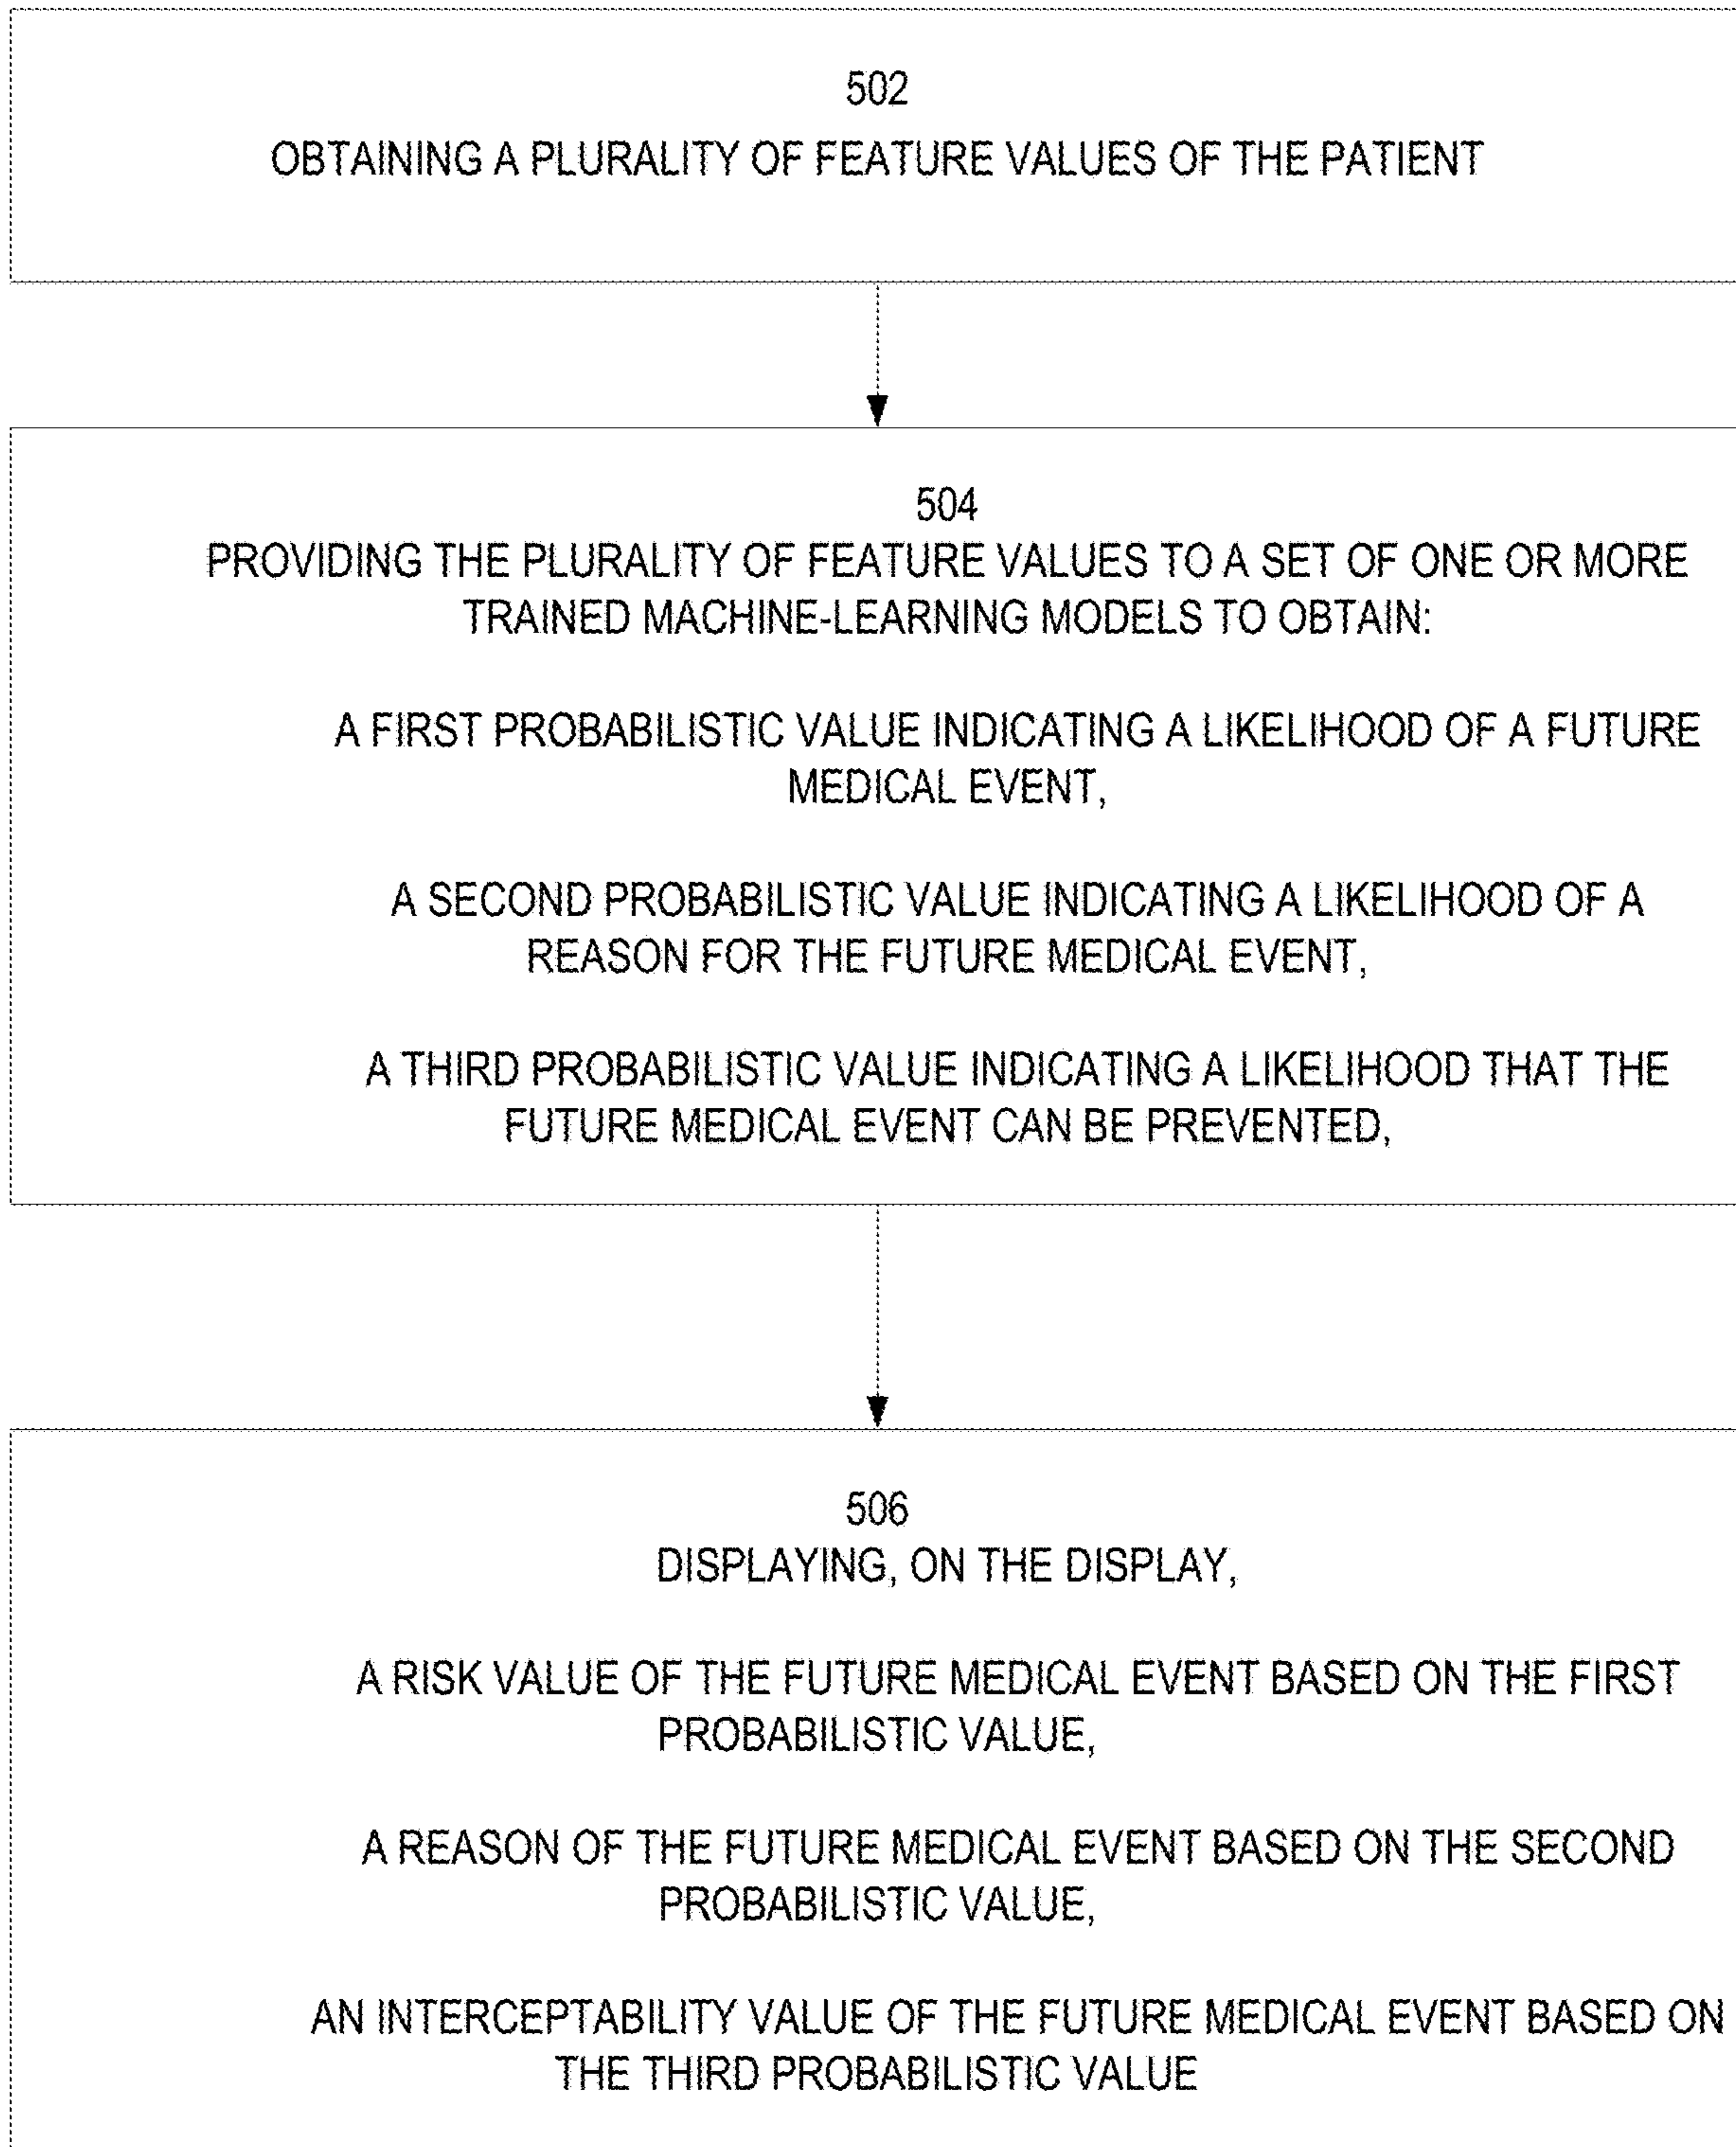 502
OBTAINING A PLURALITY OF FEATURE VALUES OF THE PATIENT
504
PROVIDING THE PLURALITY OF FEATURE VALUES TO A SET OF ONE OR MORE
TRAINED MACHINE-LEARNING MODELS TO OBTAIN:
A FIRST PROBABILISTIC VALUE INDICATING A LIKELIHOOD OF A FUTURE
MEDICAL EVENT,
A SECOND PROBABILISTIC VALUE INDICATING A LIKELIHOOD OF A
REASON FOR THE FUTURE MEDICAL EVENT,
A THIRD PROBABILISTIC VALUE INDICATING A LIKELIHOOD THAT THE
FUTURE MEDICAL EVENT CAN BE PREVENTED,
506
DISPLAYING, ON THE DISPLAY,
A RISK VALUE OF THE FUTURE MEDICAL EVENT BASED ON THE FIRST
PROBABILISTIC VALUE,
A REASON OF THE FUTURE MEDICAL EVENT BASED ON THE SECOND
PROBABILISTIC VALUE,
AN INTERCEPTABILITY VALUE OF THE FUTURE MEDICAL EVENT BASED ON
THE THIRD PROBABILISTIC VALUE